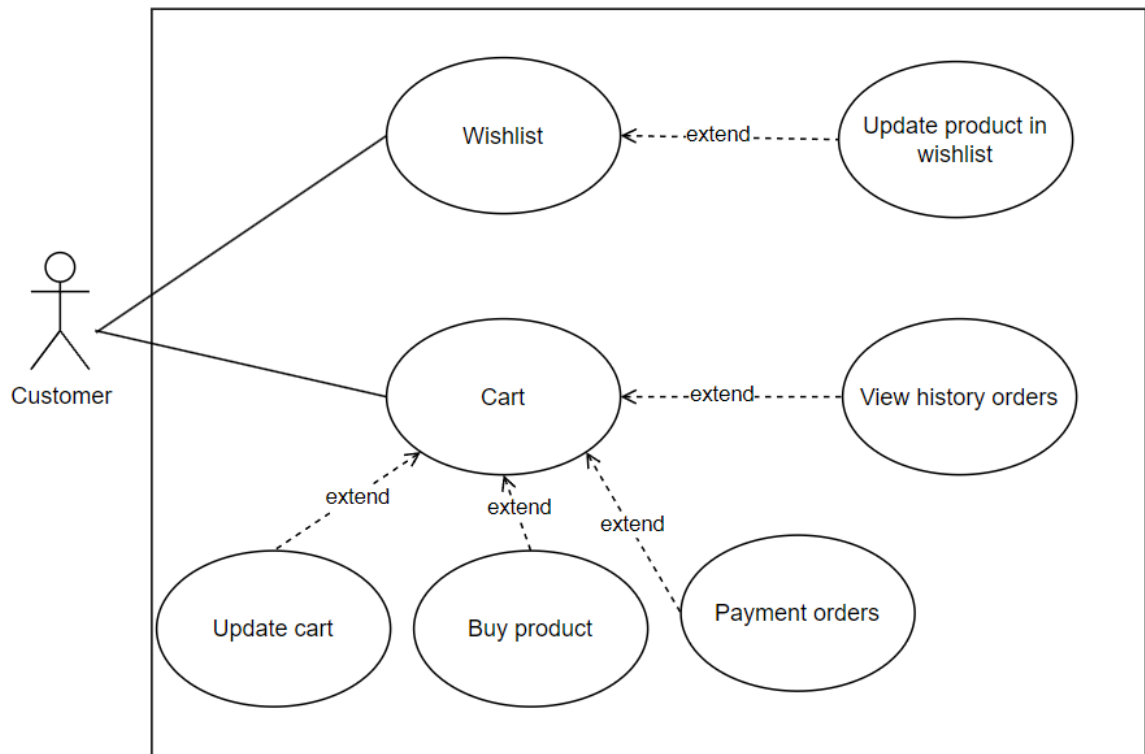 Wishlist
extend
Update product in
wishlist
Customer
Cart
extend
View history orders
extend
extend
extend
Update cart
Buy product
Payment orders